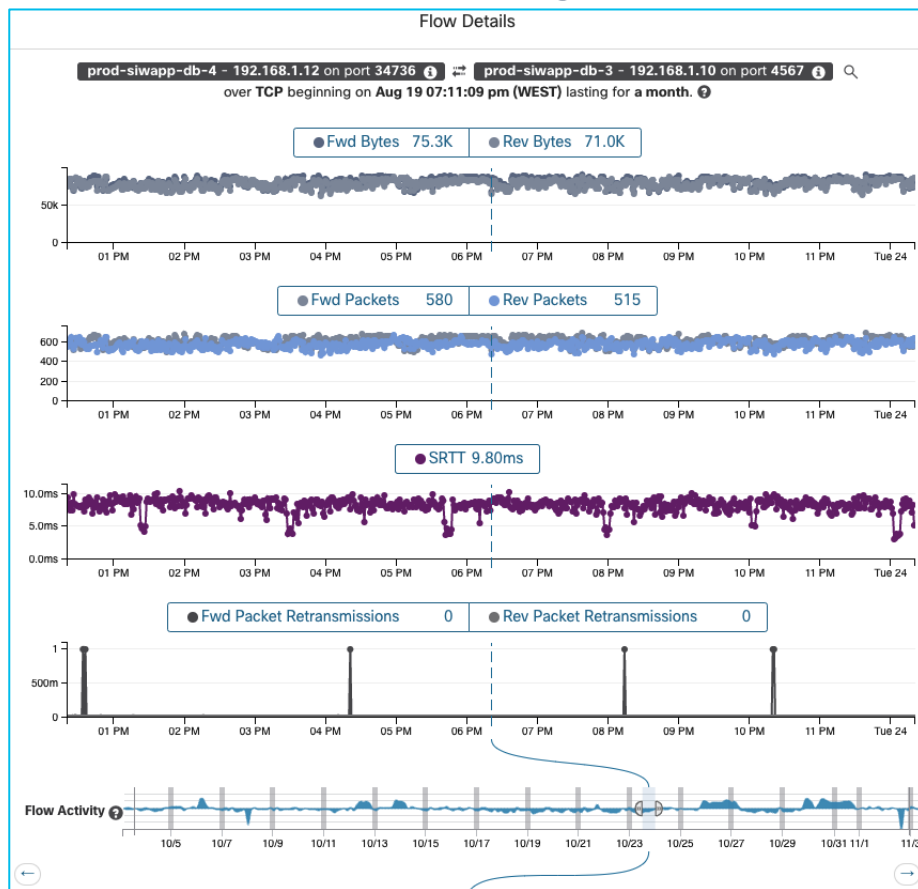 Flow Details
prod-siwapp-db-4 - 192.168.1.12 on port 34736 prod-siwapp-db-3 - 192.168.1.10 on port 4567
over TCP beginning on Aug 19 07:11:09 pm (WEST) lasting for a month.
Fwd Bytes 75.3K Rev Bytes 71.0K
50k
0
01 PM 02 PM 03 PM 04 PM 05 PM 06 PM 07 PM 08 PM 09 PM 10 PM 11 PM Tue 24
Fwd Packets 580 Rev Packets 515
600
400
200
0
01 PM 02 PM 03 PM 04 PM 05 PM 06 PM 07 PM 08 PM 09 PM 10 PM 11 PM Tue 24
SRTT 9.80ms
10.0ms
5.0ms
0.0ms
01 PM 02 PM 03 PM 04 PM 05 PM 06 PM 07 PM 08 PM 09 PM 10 PM 11 PM Tue 24
Fwd Packet Retransmissions 0 Rev Packet Retransmissions 0
1
500m
0
01 PM 02 PM 03 PM 04 PM 05 PM 06 PM 07 PM 08 PM 09 PM 10 PM 11 PM Tue 24
Flow Activity ?
10/5 10/7 10/9 10/11 10/13 10/15 10/17 10/19 10/21 10/23 10/25 10/27 10/29 10/31 11/1